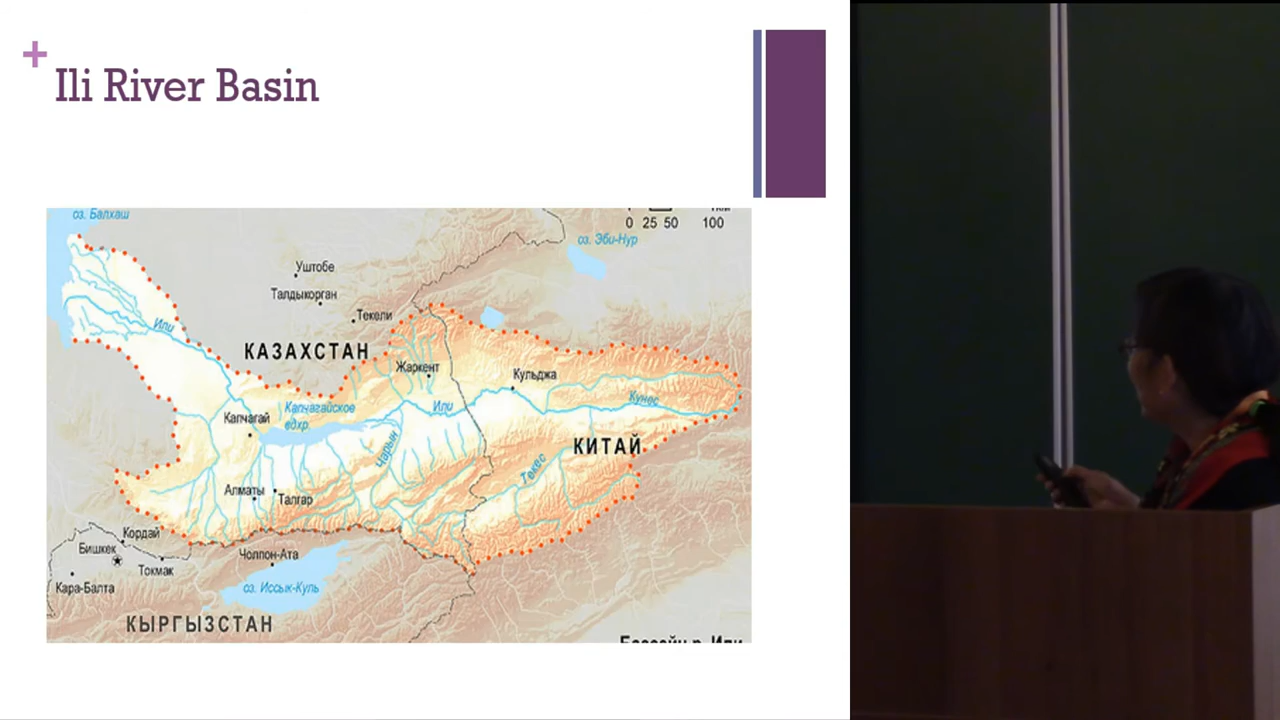 +
Ili River Basin
оз. Балхаш
0 25 50 100
оз. Эби-Нур
Уштобе
Талдыкорган
Текели
Или
КАЗАХСТАН
Жаркент
Кульджа
Капчагай
Капчагайское
вдхр.
Или
Кунес
Чарын
КИТАЙ
Текес
Алматы
Талгар
Кордай
Бишкек
Токмак
Чолпон-Ата
Кара-Балта
оз. Иссык-Куль
КЫРГЫЗСТАН